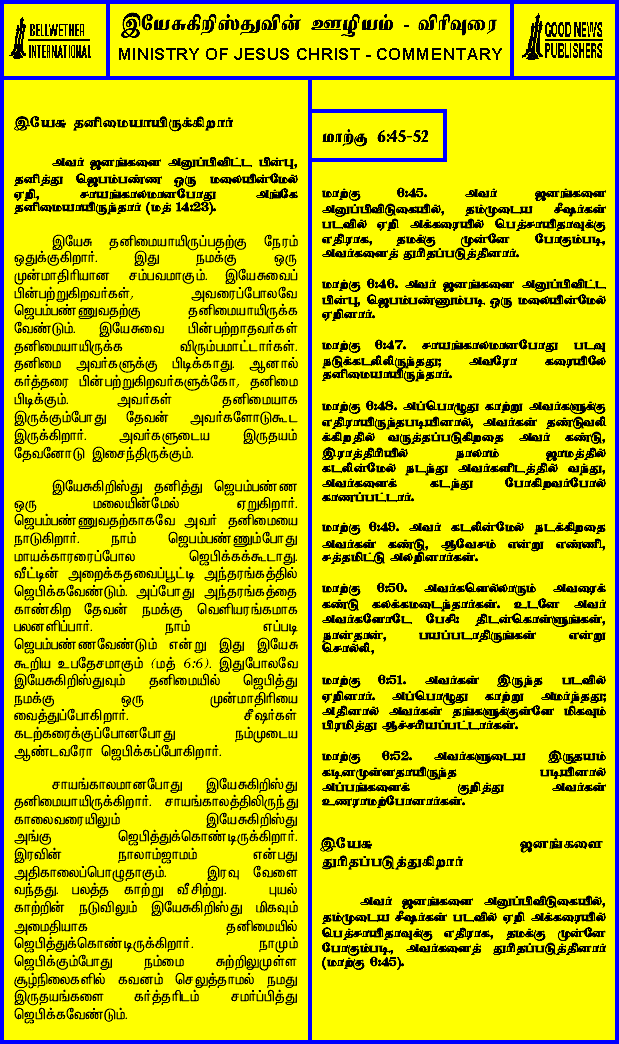 BELLWETHER
INTERNATIONAL
இயேசுகிறிஸ்துவின் ஊழியம் - விரிவுரை
MINISTRY OF JESUS CHRIST - COMMENTARY
GOOD NEWS
PUBLISHERS
இயேசு தனிமையாயிருக்கிறார்
அவர் ஜனங்களை அனுப்பிவிட்ட பின்பு,
தனித்து ஜெபம்பண்ண ஒரு மலையின்மேல்
ஏறி, சாயங்காலமானபோது அங்கே
தனிமையாயிருந்தார் (மத் 14:23).
இயேசு தனிமையாயிருப்பதற்கு நேரம்
ஒதுக்குகிறார். இது நமக்கு ஒரு
முன்மாதிரியான சம்பவமாகும். இயேசுவைப்
பின்பற்றுகிறவர்கள், அவரைப்போலவே
ஜெபம்பண்ணுவதற்கு தனிமையாயிருக்க
வேண்டும். இயேசுவை பின்பற்றாதவர்கள்
தனிமையாயிருக்க விரும்பமாட்டார்கள்.
தனிமை அவர்களுக்கு பிடிக்காது. ஆனால்
கர்த்தரை பின்பற்றுகிறவர்களுக்கோ, தனிமை
பிடிக்கும். அவர்கள் தனிமையாக
இருக்கும்போது தேவன் அவர்களோடுகூட
இருக்கிறார். அவர்களுடைய இருதயம்
தேவனோடு இசைந்திருக்கும்.
இயேசுகிறிஸ்து தனித்து ஜெபம்பண்ண
ஒரு மலையின்மேல் ஏறுகிறார்.
ஜெபம்பண்ணுவதற்காகவே அவர் தனிமையை
நாடுகிறார். நாம் ஜெபம்பண்ணும்போது
மாயக்காரரைப்போல ஜெபிக்கக்கூடாது.
வீட்டின் அறைக்கதவைப்பூட்டி அந்தரங்கத்தில்
ஜெபிக்கவேண்டும். அப்போது அந்தரங்கத்தை
காண்கிற தேவன் நமக்கு வெளியரங்கமாக
பலனளிப்பார். நாம் எப்படி
ஜெபம்பண்ணவேண்டும் என்று இது இயேசு
கூறிய உபதேசமாகும் (மத் 6:6). இதுபோலவே
இயேசுகிறிஸ்துவும் தனிமையில் ஜெபித்து
நமக்கு ஒரு முன்மாதிரியை
வைத்துப்போகிறார். சீஷர்கள்
கடற்கரைக்குப்போனபோது நம்முடைய
ஆண்டவரோ ஜெபிக்கப்போகிறார்.
சாயங்காலமானபோது இயேசுகிறிஸ்து
தனிமையாயிருக்கிறார். சாயங்காலத்திலிருந்து
காலைவரையிலும் இயேசுகிறிஸ்து
அங்கு ஜெபித்துக்கொண்டிருக்கிறார்.
இரவின் நாலாம்ஜாமம் என்பது
அதிகாலைப்பொழுதாகும். இரவு வேளை
வந்தது. பலத்த காற்று வீசிற்று. புயல்
காற்றின் நடுவிலும் இயேசுகிறிஸ்து மிகவும்
அமைதியாக தனிமையில்
ஜெபித்துக்கொண்டிருக்கிறார். நாமும்
ஜெபிக்கும்போது நம்மை சுற்றிலுமுள்ள
சூழ்நிலைகளில் கவனம் செலுத்தாமல் நமது
இருதயங்களை கர்த்தரிடம் சமர்ப்பித்து
ஜெபிக்கவேண்டும்.
மாற்கு 6:45-52
மாற்கு 6:45. அவர் ஜனங்களை
அனுப்பிவிடுகையில், தம்முடைய சீஷர்கள்
படவில் ஏறி அக்கரையில் பெத்சாயிதாவுக்கு
எதிராக, தமக்கு முன்னே போகும்படி,
அவர்களைத் துரிதப்படுத்தினார்.
மாற்கு 6:46. அவர் ஜனங்களை அனுப்பிவிட்ட
பின்பு, ஜெபம்பண்ணும்படி ஒரு மலையின்மேல்
ஏறினார்.
மாற்கு 6:47. சாயங்காலமானபோது படவு
நடுக்கடலிலிருந்தது; அவரோ கரையிலே
தனிமையாயிருந்தார்.
மாற்கு 6:48. அப்பொழுது காற்று அவர்களுக்கு
எதிராயிருந்தபடியினால், அவர்கள் தண்டுவலி
க்கிறதில் வருத்தப்படுகிறதை அவர் கண்டு,
இராத்திரியில் நாலாம் ஜாமத்தில்
கடலின்மேல் நடந்து அவர்களிடத்தில் வந்து,
அவர்களைக் கடந்து போகிறவர்போல்
காணப்பட்டார்.
மாற்கு 6:49. அவர் கடலின்மேல் நடக்கிறதை
அவர்கள் கண்டு, ஆவேசம் என்று எண்ணி,
சத்தமிட்டு அலறினார்கள்.
மாற்கு 6:50. அவர்களெல்லாரும் அவரைக்
கண்டு கலக்கமடைந்தார்கள். உடனே அவர்
அவர்களோடே பேசி: திடன்கொள்ளுங்கள்,
நான்தான், பயப்படாதிருங்கள் என்று
சொல்லி,
மாற்கு 6:51. அவர்கள் இருந்த படவில்
ஏறினார். அப்பொழுது காற்று அமர்ந்தது;
அதினால் அவர்கள் தங்களுக்குள்ளே மிகவும்
பிரமித்து ஆச்சரியப்பட்டார்கள்.
மாற்கு 6:52. அவர்களுடைய இருதயம்
கடினமுள்ளதாயிருந்த படியினால்
அப்பங்களைக் குறித்து அவர்கள்
உணராமற்போனார்கள்.
இயேசு ஜனங்களை
துரிதப்படுத்துகிறார்
அவர் ஜனங்களை அனுப்பிவிடுகையில்,
தம்முடைய சீஷர்கள் படவில் ஏறி அக்கரையில்
பெத்சாயிதாவுக்கு எதிராக, தமக்கு முன்னே
போகும்படி, அவர்களைத் துரிதப்படுத்தினார்
(மாற்கு 6:45).